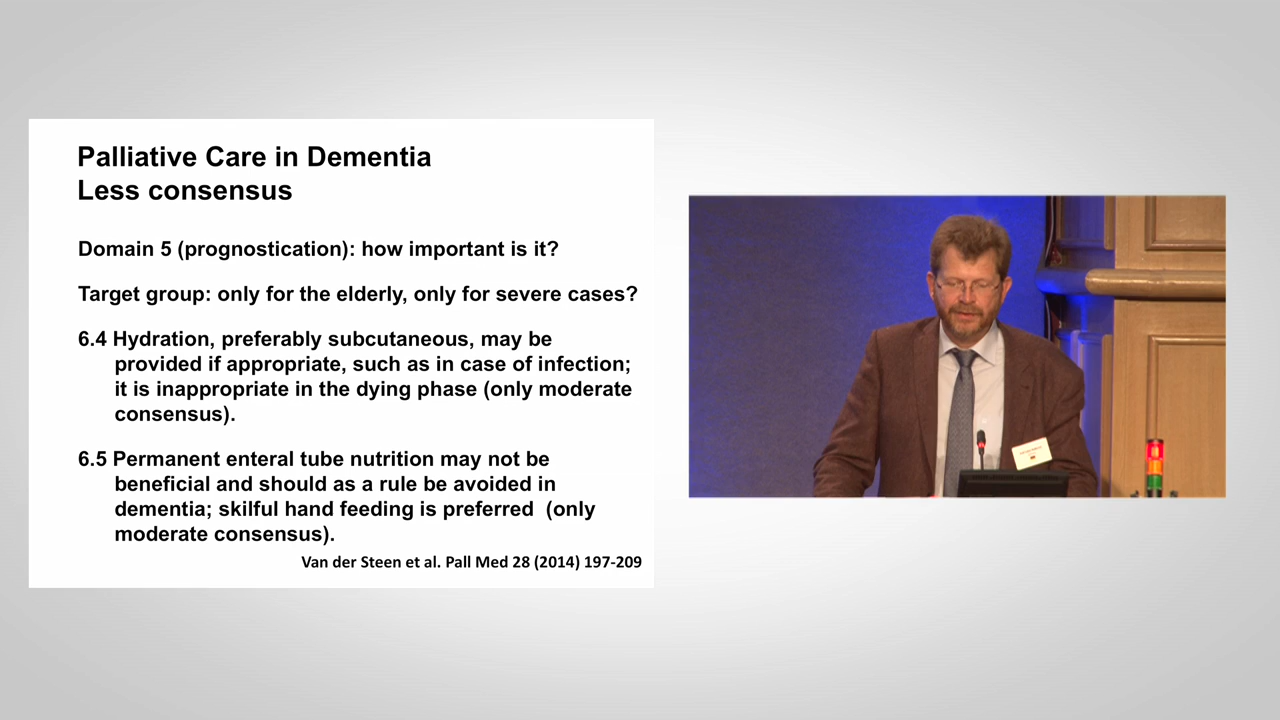 Palliative Care in Dementia
Less consensus
Domain 5 (prognostication): how important is it?
Target group: only for the elderly, only for severe cases?
6.4 Hydration, preferably subcutaneous, may be
provided if appropriate, such as in case of infection;
it is inappropriate in the dying phase (only moderate
consensus).
6.5 Permanent enteral tube nutrition may not be
beneficial and should as a rule be avoided in
dementia; skilful hand feeding is preferred (only
moderate consensus).
Van der Steen et al. Pall Med 28 (2014) 197-209